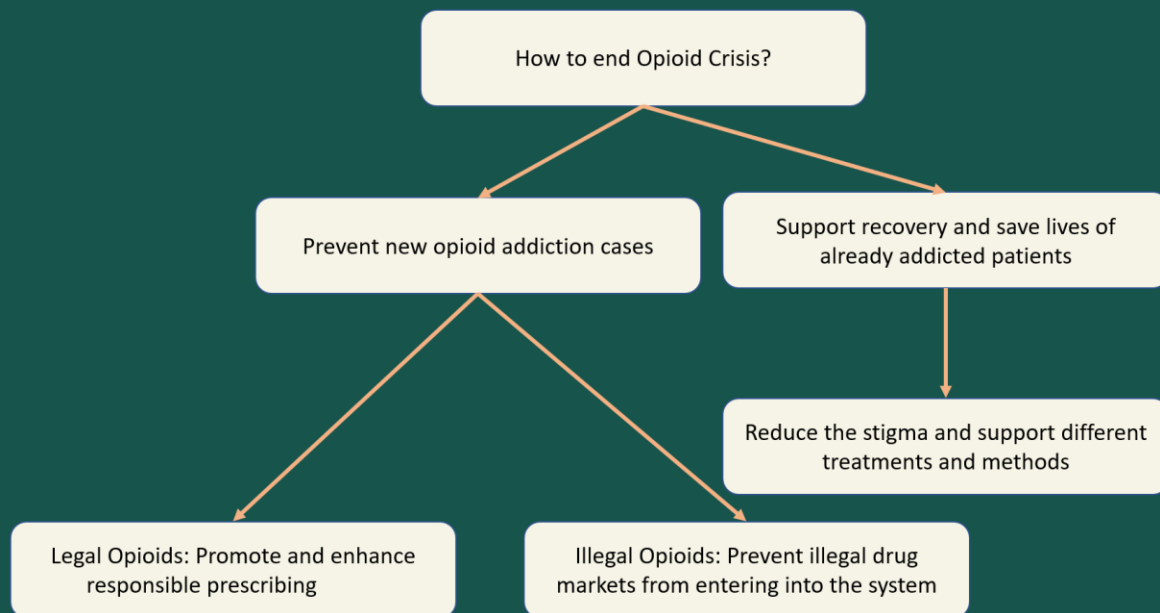 How to end Opioid Crisis?
Prevent new opioid addiction cases
Support recovery and save lives of
already addicted patients
Reduce the stigma and support different
treatments and methods
Legal Opioids: Promote and enhance
responsible prescribing
Illegal Opioids: Prevent illegal drug
markets from entering into the system